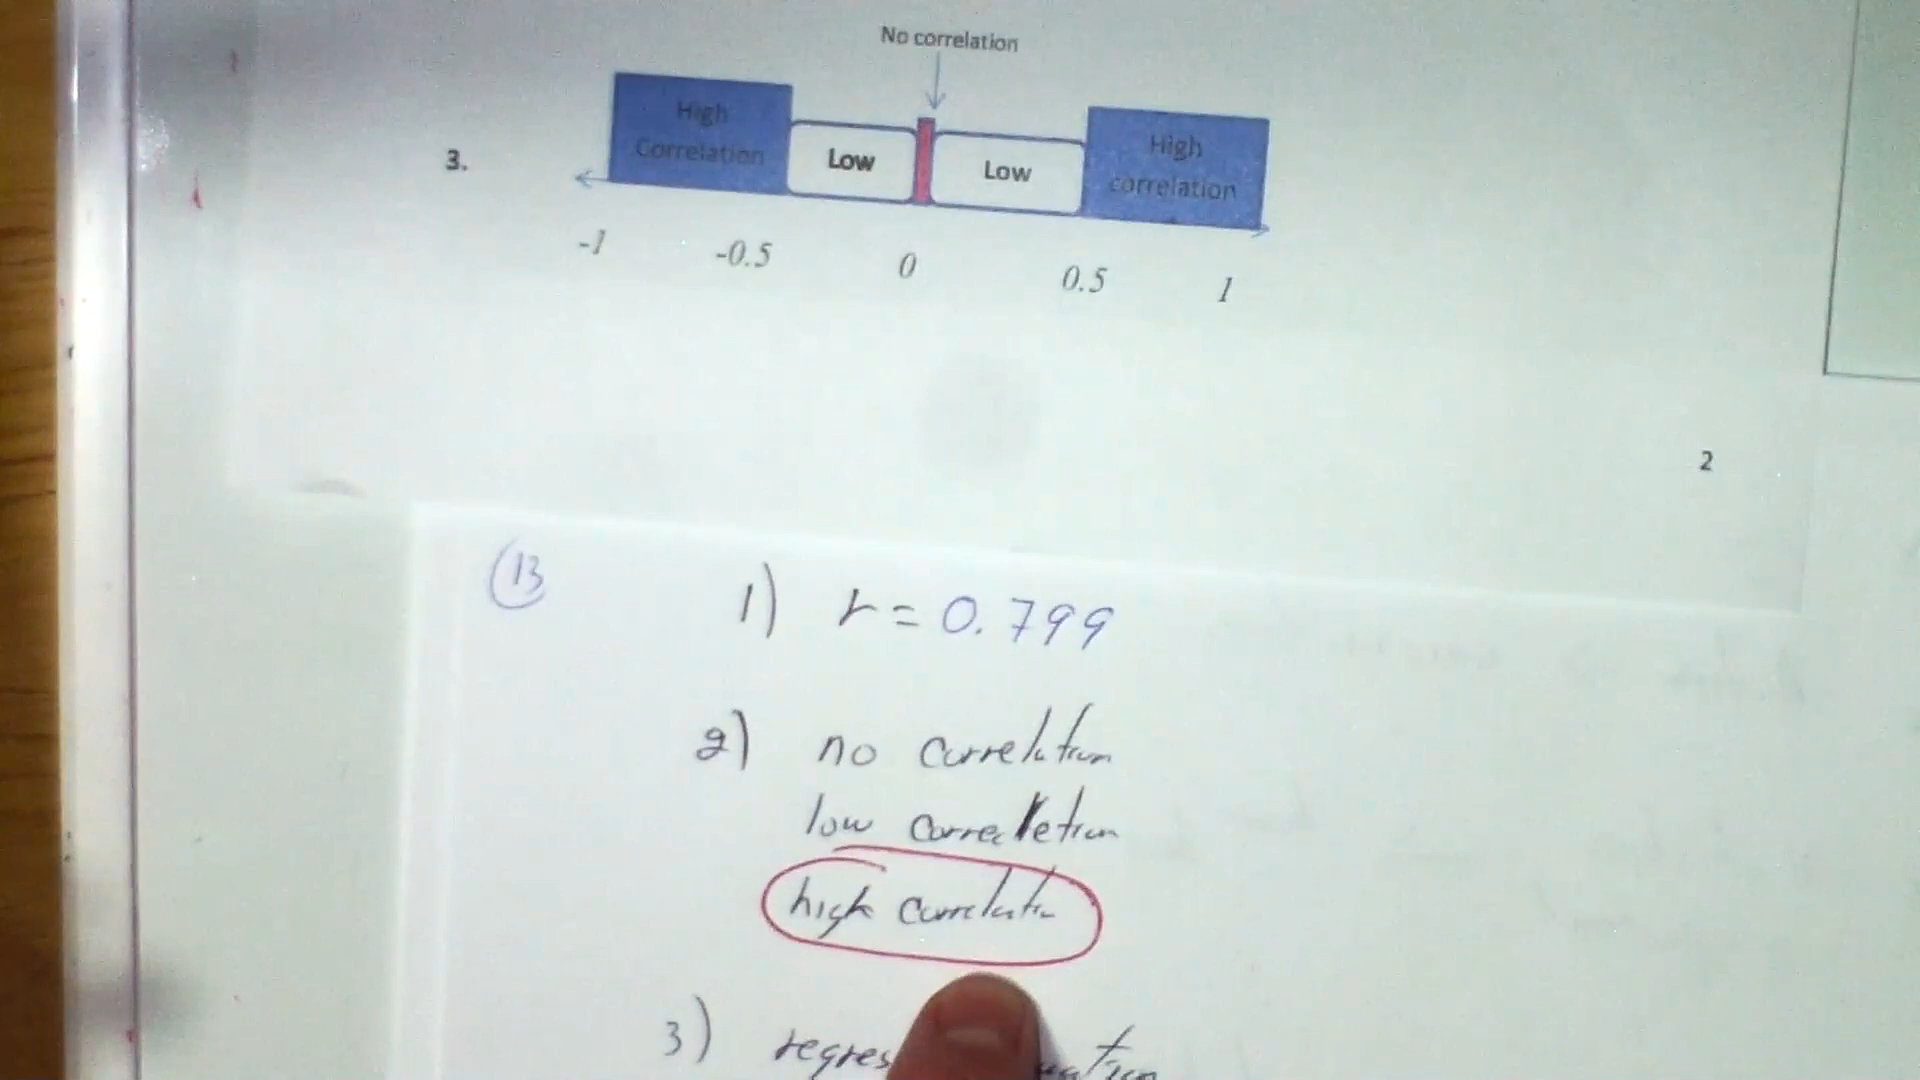 No correlation
High
Correlation
Low
Low
High
correlation
3.
-1
-0.5
0
0.5
1
2
13
1) r = 0.799
2) no correlation
low correletion
high correlation
3) regres